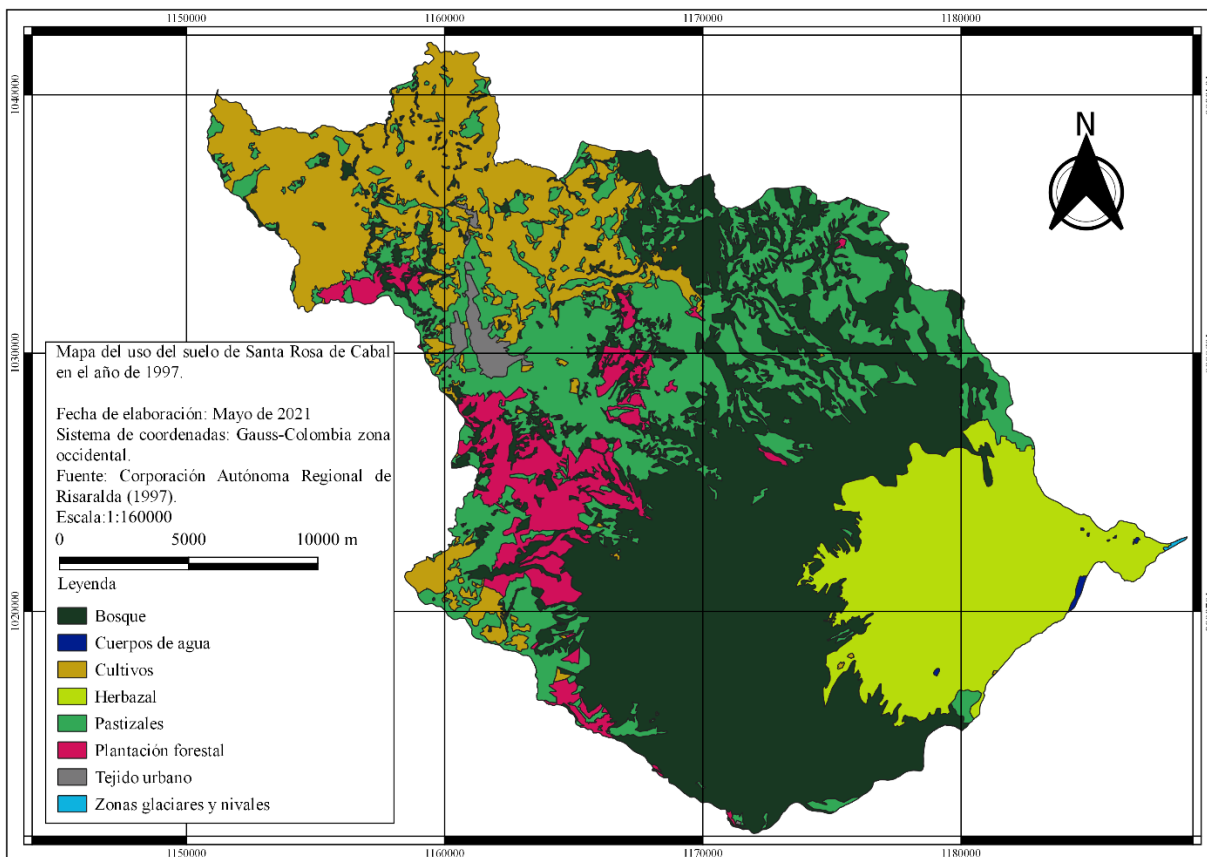 1150000
1160000
1170000
1180000
1040000
1030000
1020000
N
Mapa del uso del suelo de Santa Rosa de Cabal
en el año de 1997.
Fecha de elaboración: Mayo de 2021
Sistema de coordenadas: Gauss-Colombia zona
occidental.
Fuente: Corporación Autónoma Regional de
Risaralda (1997).
Escala:1:160000
0 5000 10000 m
Leyenda
Bosque
Cuerpos de agua
Cultivos
Herbazal
Pastizales
Plantación forestal
Tejido urbano
Zonas glaciares y nivales
1150000
1160000
1170000
1180000